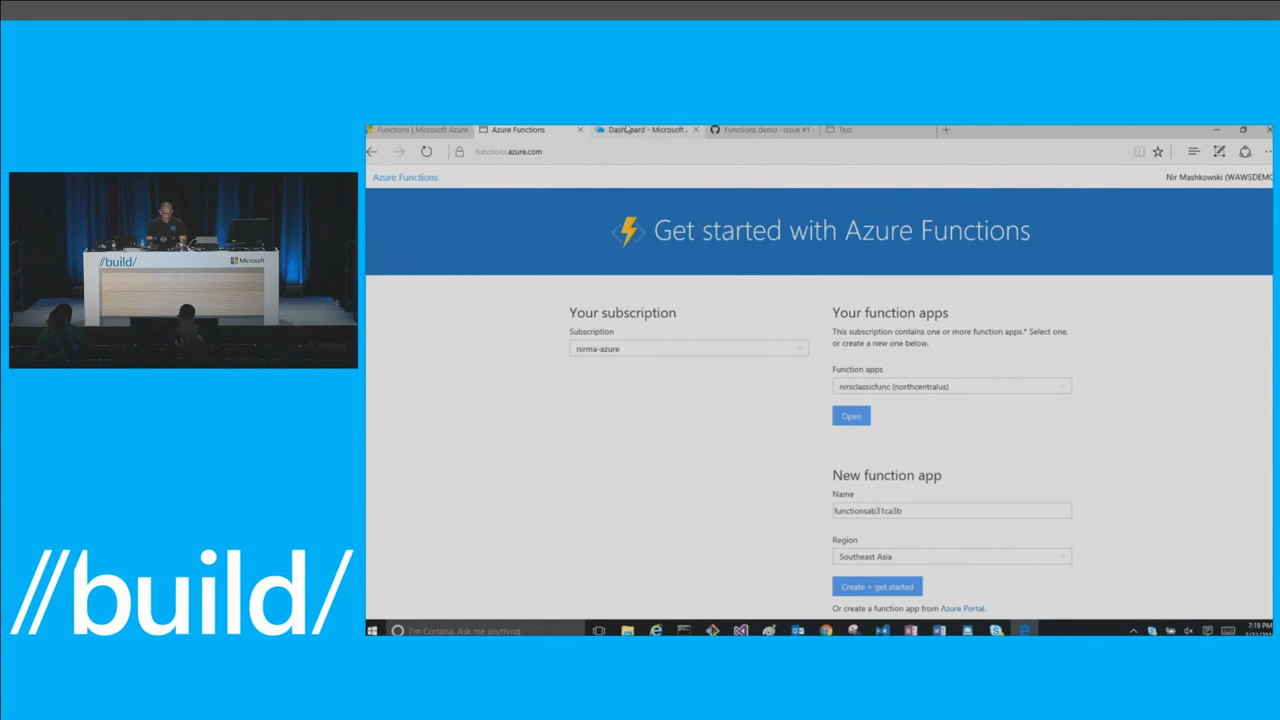 Functions | Microsoft Azure
Azure Functions
Dashboard - Microsoft
Functions demo - Issue #1 -
Test
functions.azure.com
Azure Functions
Nir Mashkowski (WAWSDEMO
Get started with Azure Functions
Your subscription
Subscription
nirma-azure
Your function apps
This subscription contains one or more function apps.* Select one,
or create a new one below.
Function apps
nirsclassicfunc (northcentralus)
Open
New function app
Name
functionsab31ca3b
Region
Southeast Asia
Create + get started
Or create a function app from Azure Portal.
I'm Cortana. Ask me anything.
7:19 PM
//build/
Microsoft
//build/